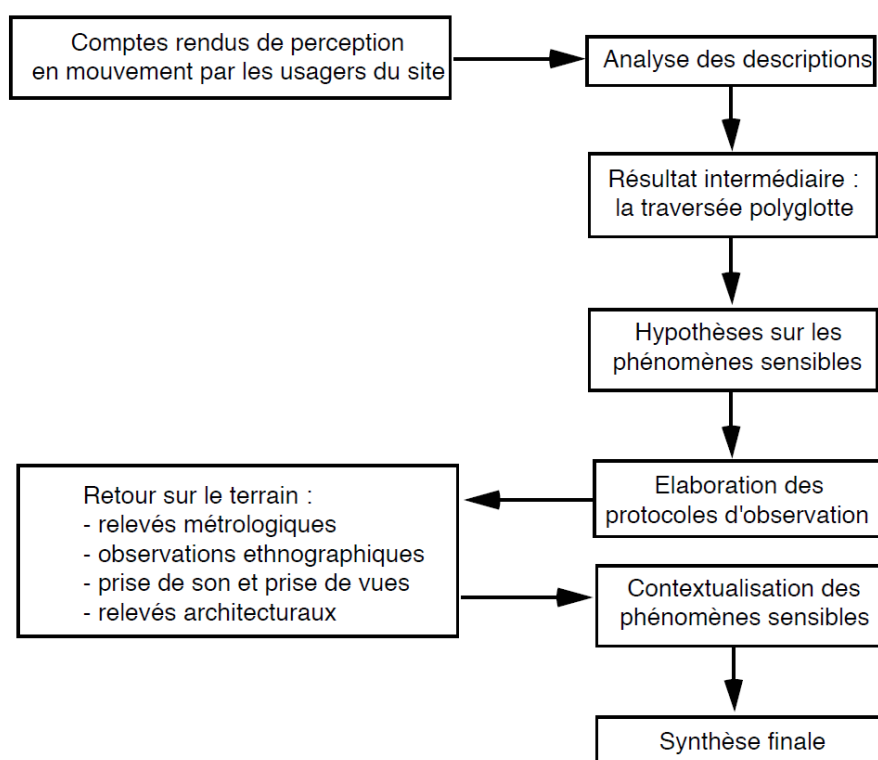 Comptes rendus de perception
en mouvement par les usagers du site
Analyse des descriptions
Résultat intermédiaire :
la traversée polyglotte
Hypothèses sur les
phénomènes sensibles
Elaboration des
protocoles d'observation
Retour sur le terrain :
- relevés métrologiques
- observations ethnographiques
- prise de son et prise de vues
- relevés architecturaux
Contextualisation des
phénomènes sensibles
Synthèse finale